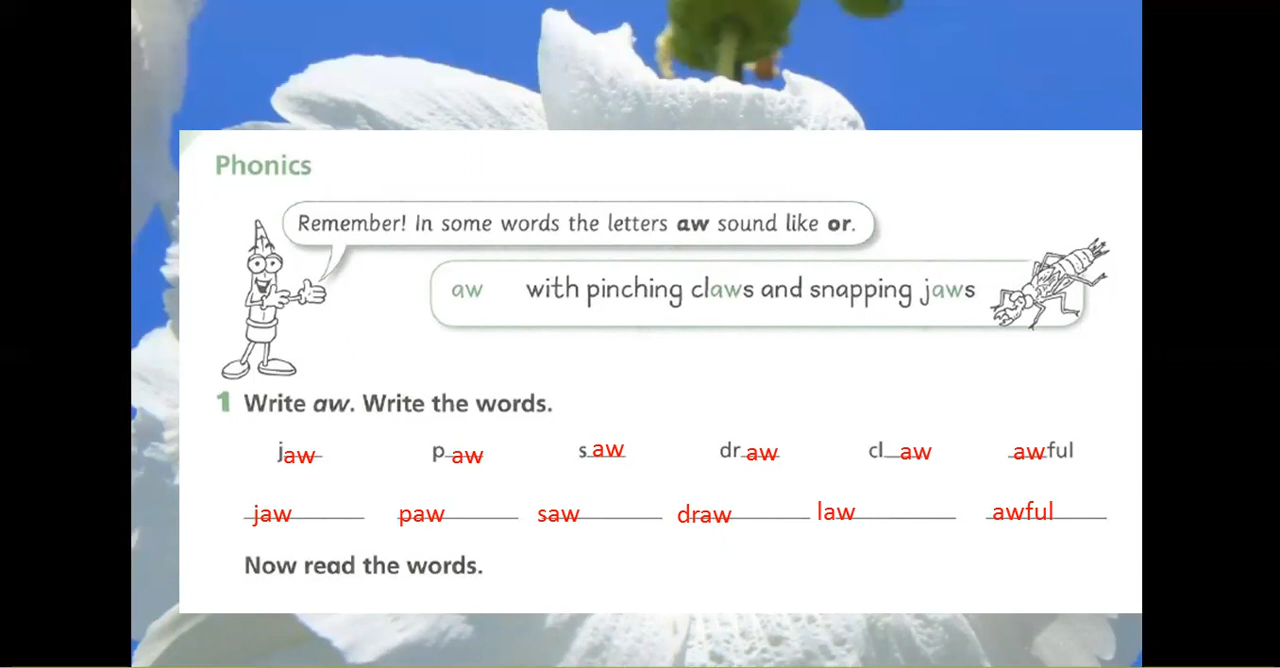 Phonics
Remember! In some words the letters aw sound like or.
aw with pinching claws and snapping jaws
1 Write aw. Write the words.
jaw paw saw draw claw awful
jaw paw saw draw law awful
Now read the words.